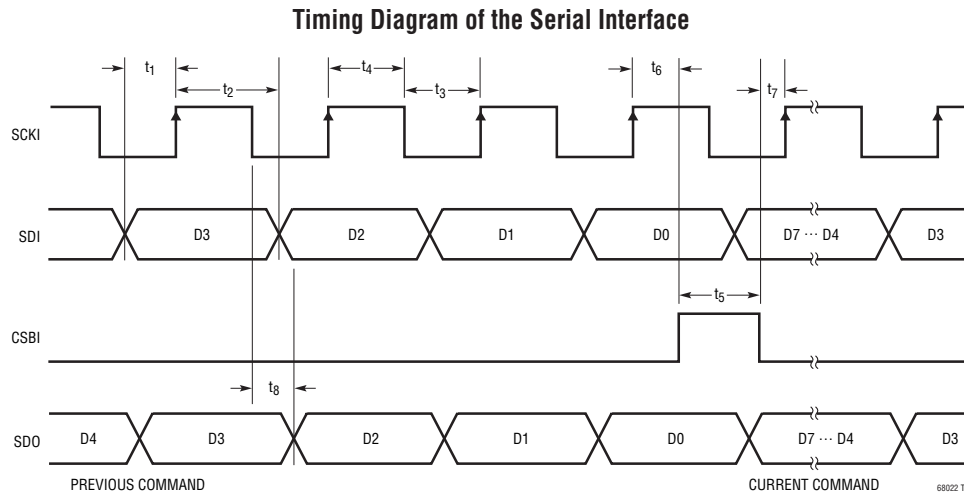 Timing Diagram of the Serial Interface
t1 t4 t6
t2 t3 t7
SCKI
SDI D3 D2 D1 D0 D7 ··· D4 D3
t5
CSBI
t8
SDO D4 D3 D2 D1 D0 D7 ··· D4 D3
PREVIOUS COMMAND CURRENT COMMAND 68022 T